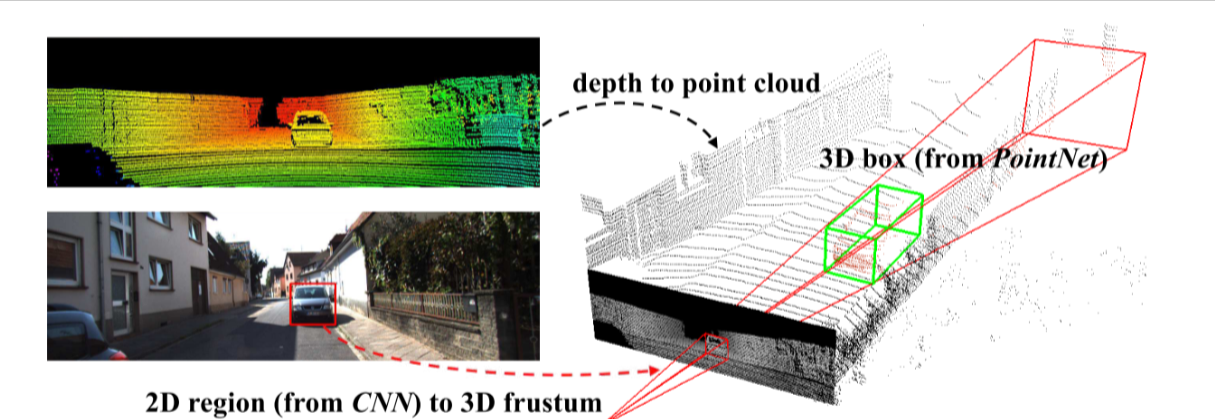 depth to point cloud
3D box (from PointNet)
2D region (from CNN) to 3D frustum